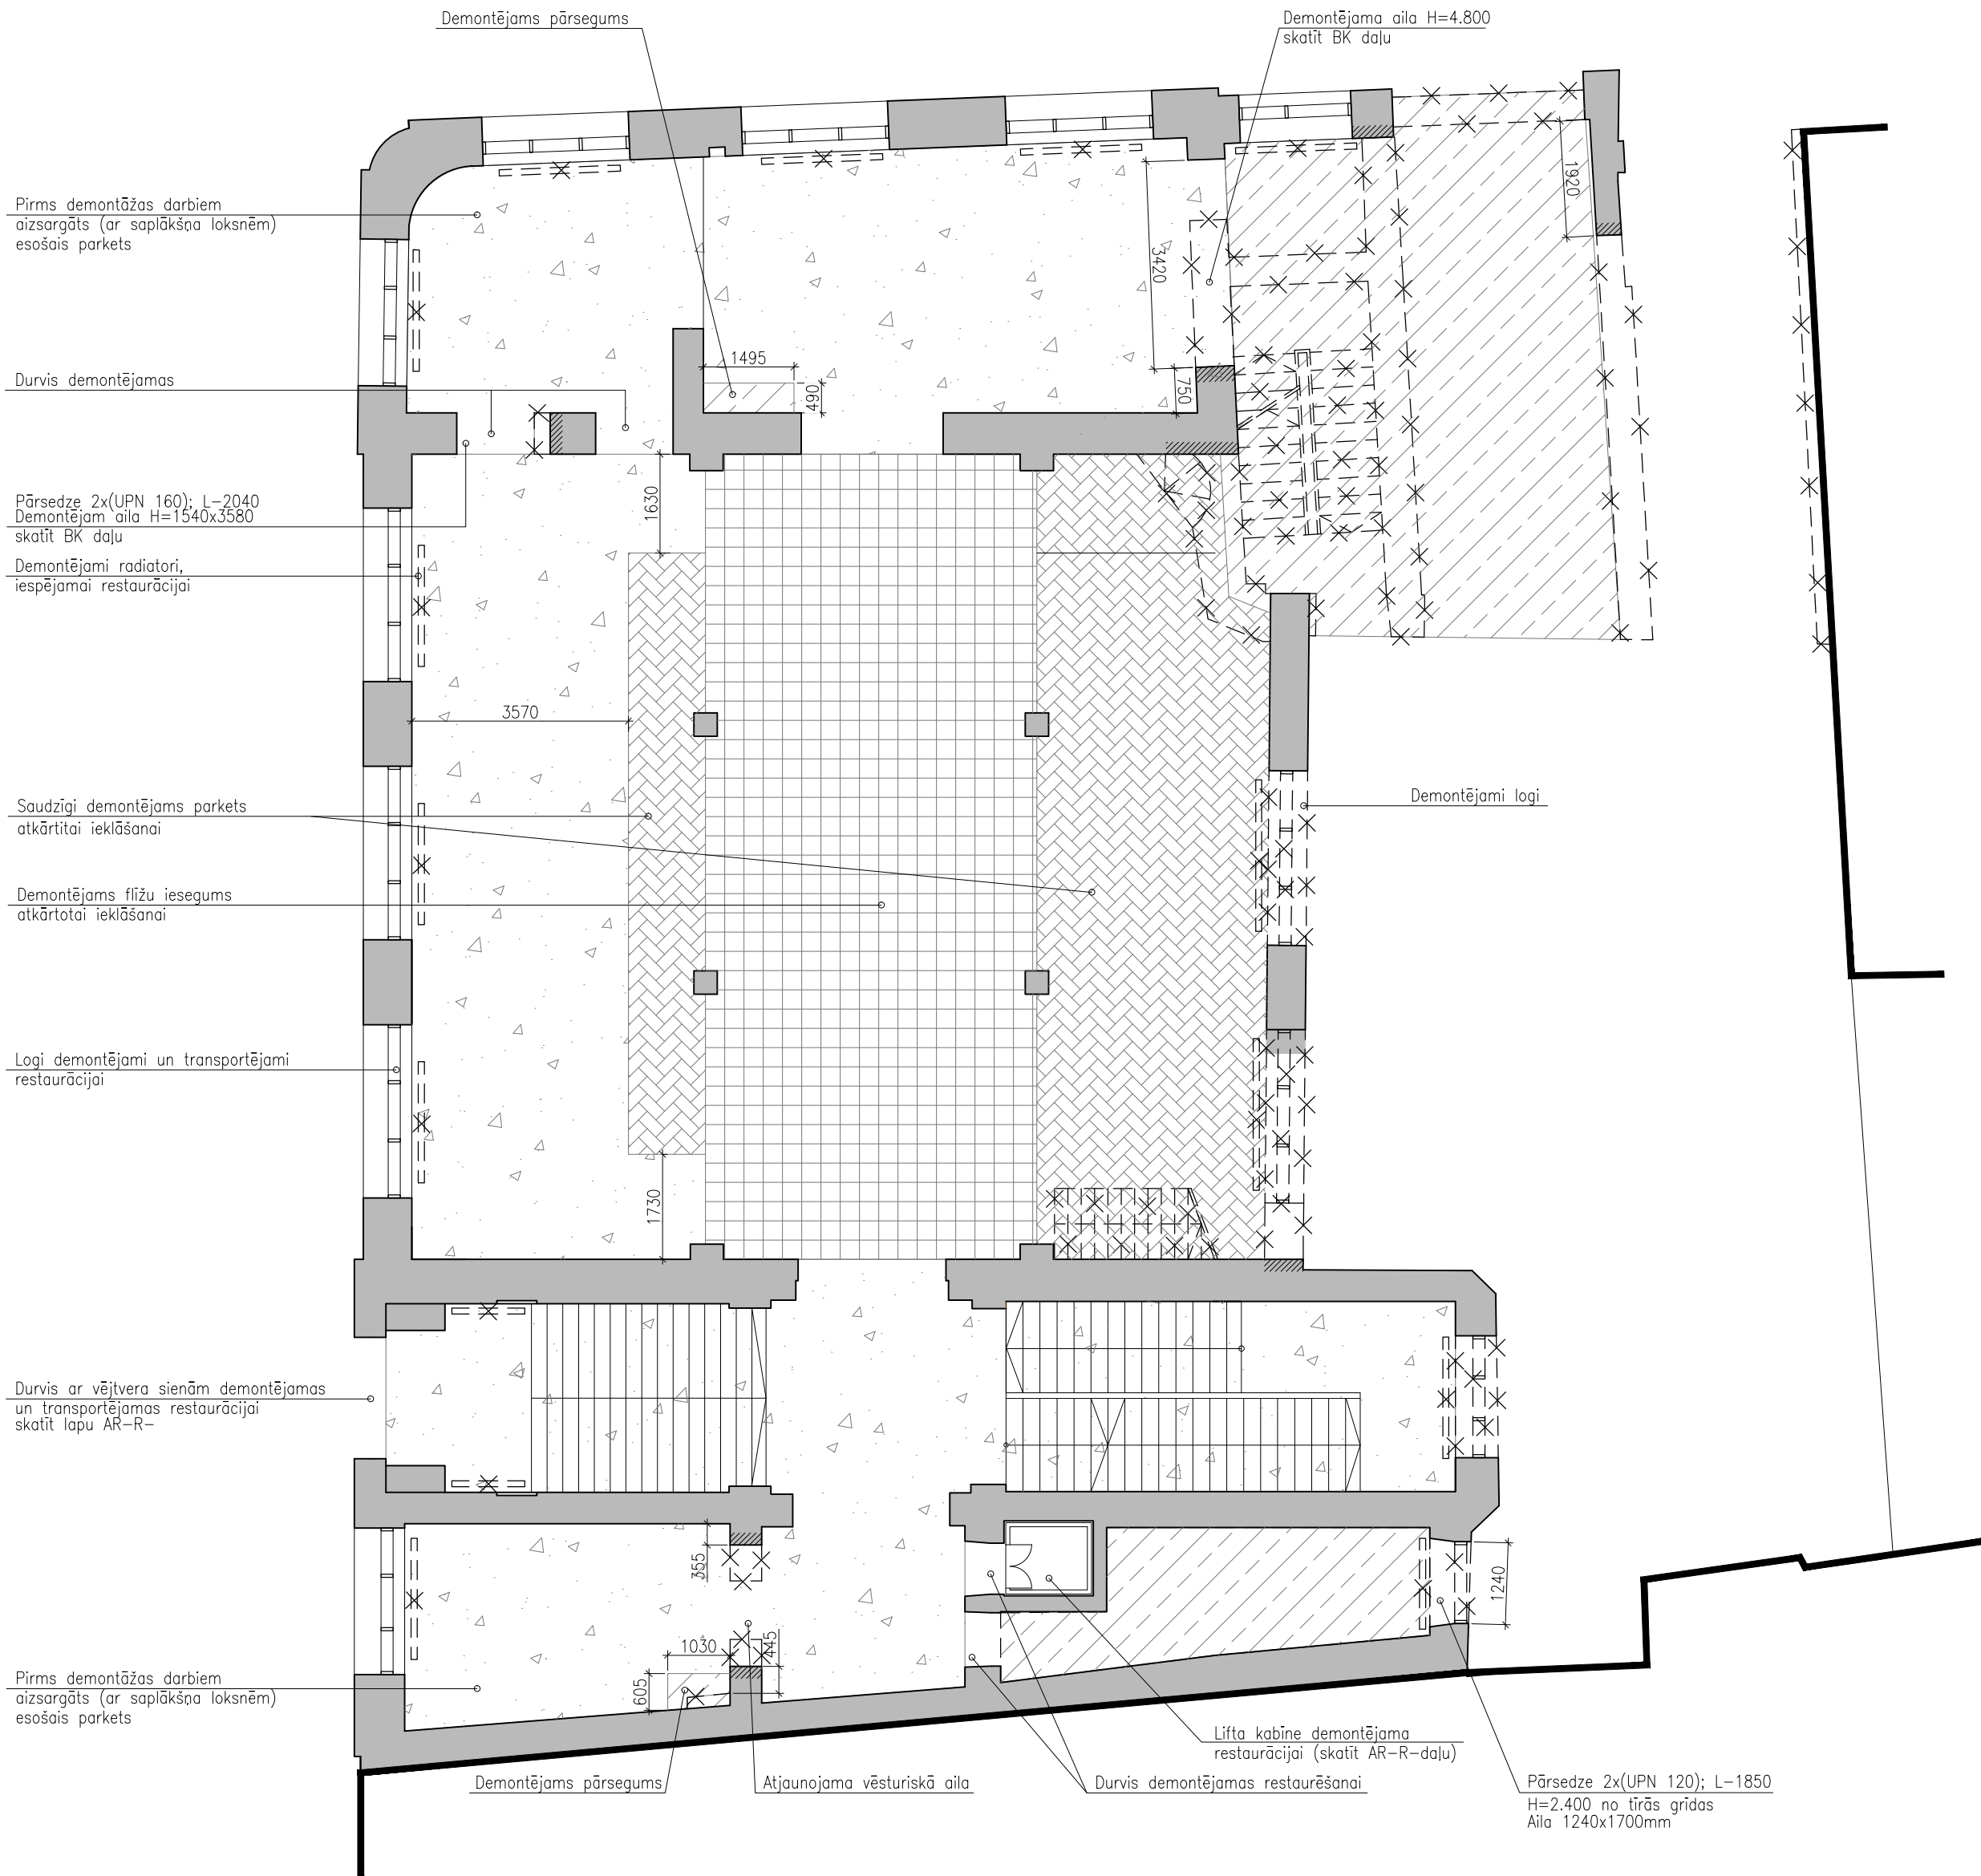 Demontējams pārsegums
Demontējama aila H=4.800
skatīt BK daļu
Pirms demontāžas darbiem
aizsargāts (ar saplākšņa loksnēm)
esošais parkets
1920
3420
1495
490
750
Durvis demontējamas
Pārsedze 2x(UPN 160); L-2040
Demontējam aila H=1540x3580
skatīt BK daļu
1630
Demontējami radiatori,
iespējamai restaurācijai
3570
Saudzīgi demontējams parkets
atkārtitai ieklāšanai
Demontējami logi
Demontējams flīžu iesegums
atkārtotai ieklāšanai
Logi demontējami un transportējami
restaurācijai
1730
Durvis ar vējtvera sienām demontējamas
un transportējamas restaurācijai
skatīt lapu AR-R-
355
1240
1030
445
605
Pirms demontāžas darbiem
aizsargāts (ar saplākšņa loksnēm)
esošais parkets
Lifta kabīne demontējama
restaurācijai (skatīt AR-R-daļu)
Demontējams pārsegums
Atjaunojama vēsturiskā aila
Durvis demontējamas restaurēšanai
Pārsedze 2x(UPN 120); L-1850
H=2.400 no tīrās grīdas
Aila 1240x1700mm